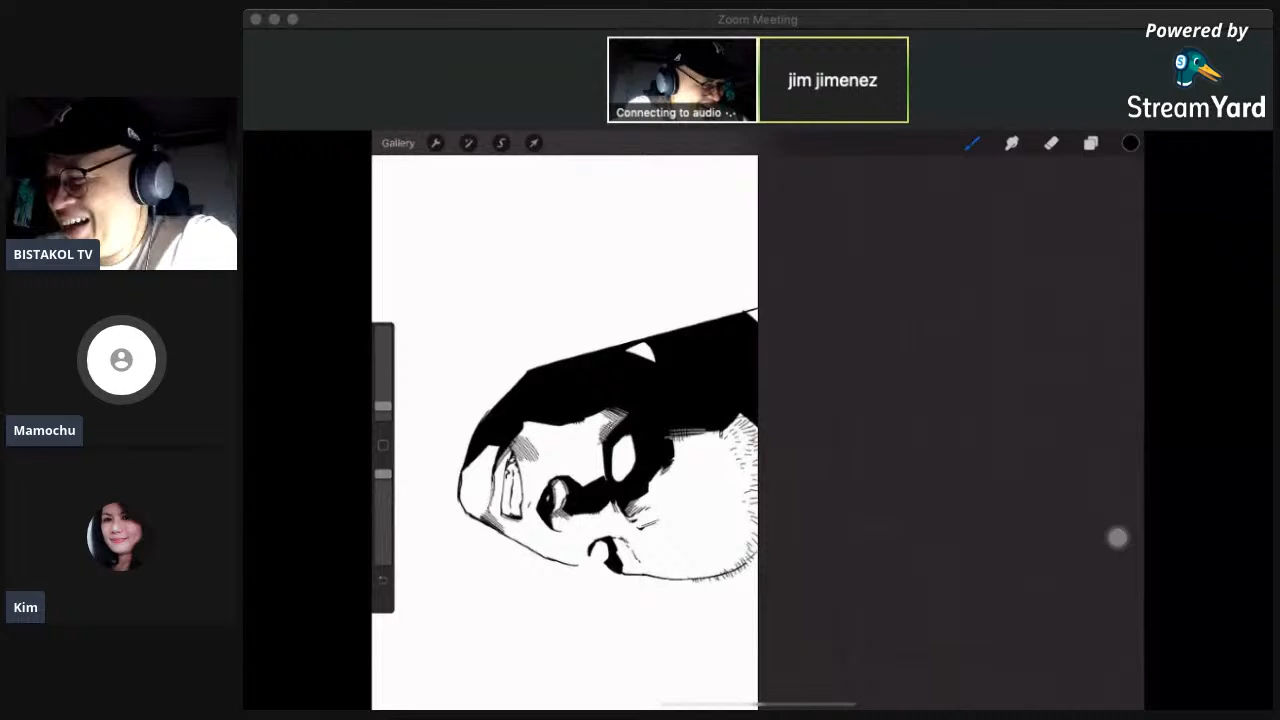 Zoom Meeting
Powered by
StreamYard
jim jimenez
Connecting to audio
Gallery
BISTAKOL TV
Mamochu
Kim